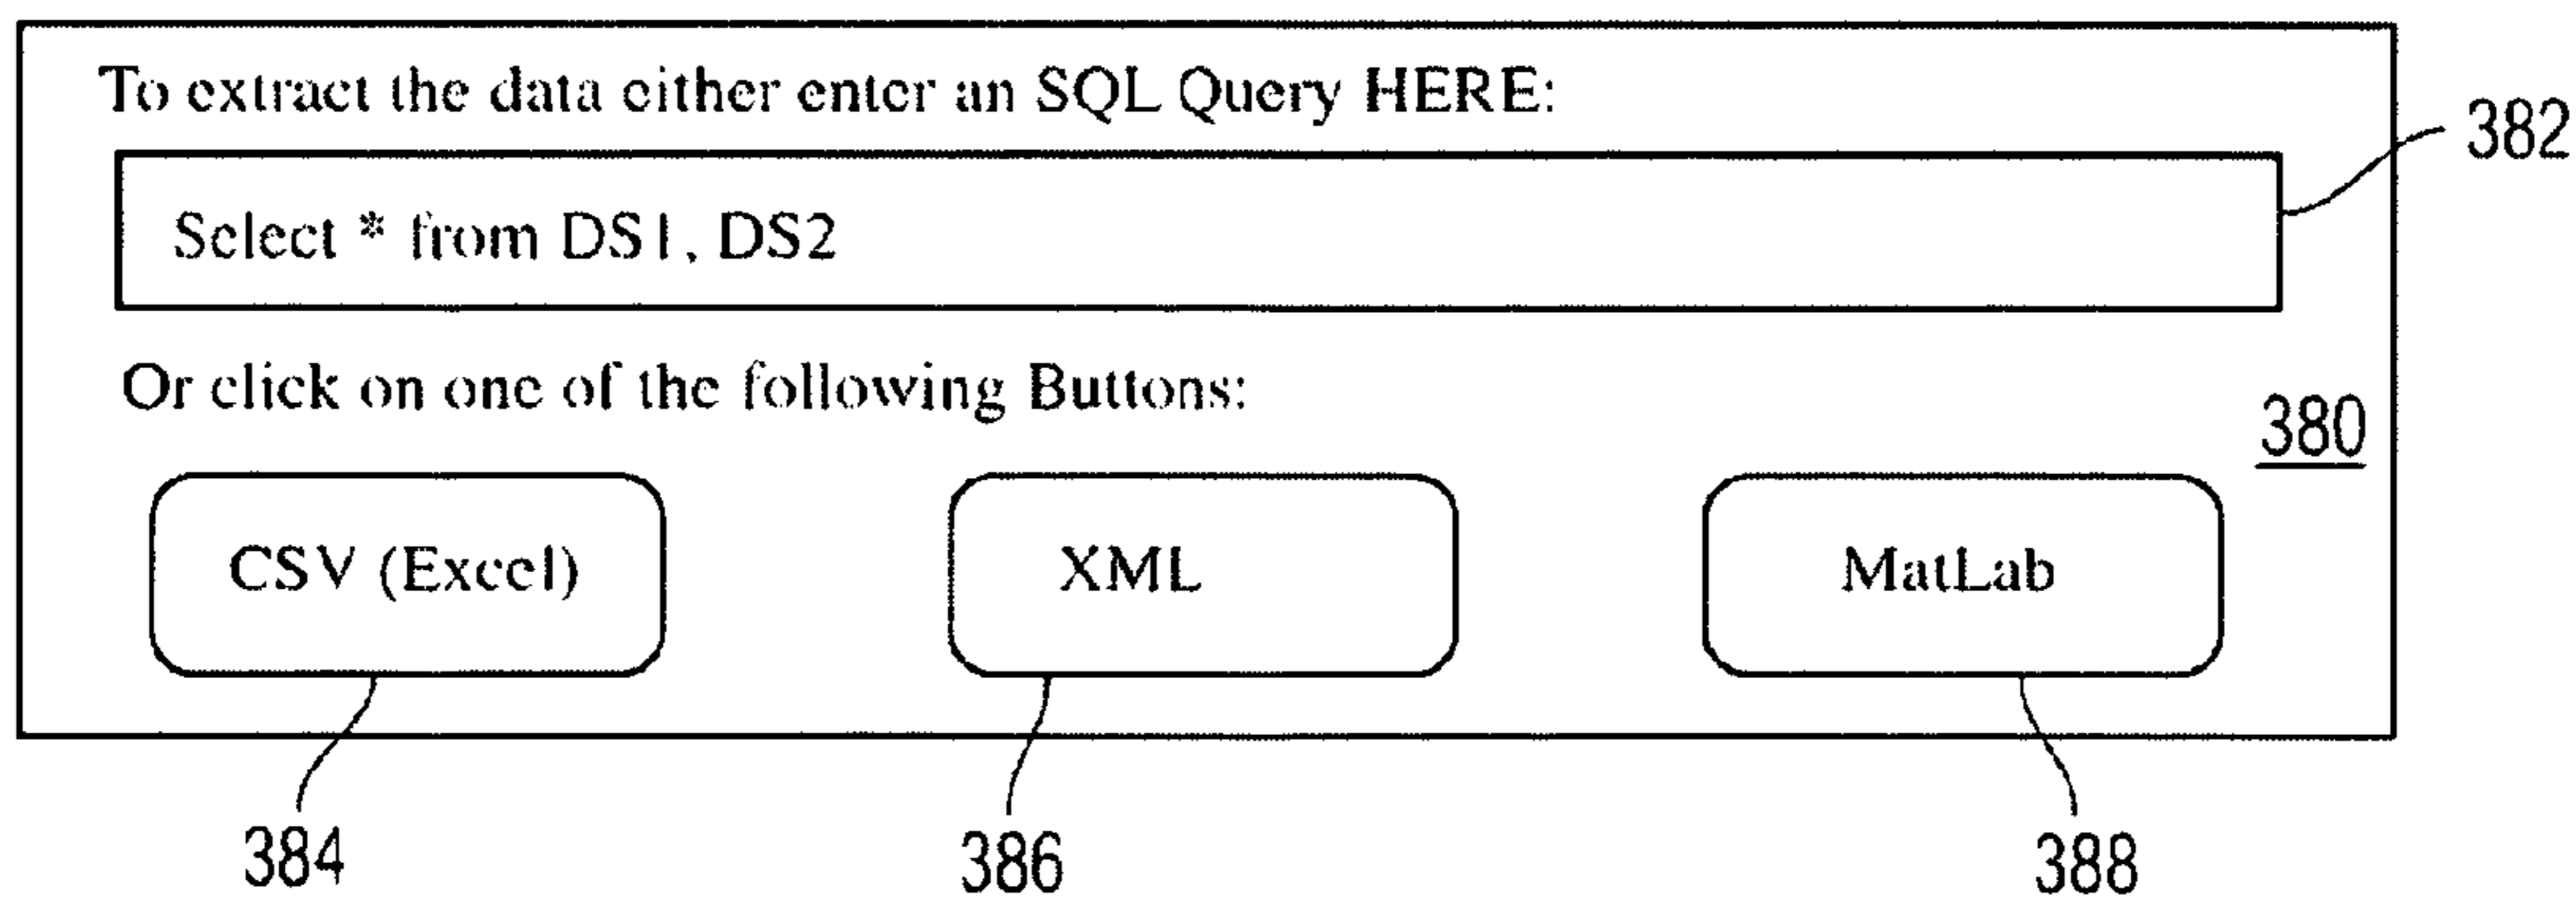 To extract the data either enter an SQL Query HERE:
382
Select * from DS1, DS2
Or click on one of the following Buttons:
380
CSV (Excel)
XML
MatLab
384
386
388